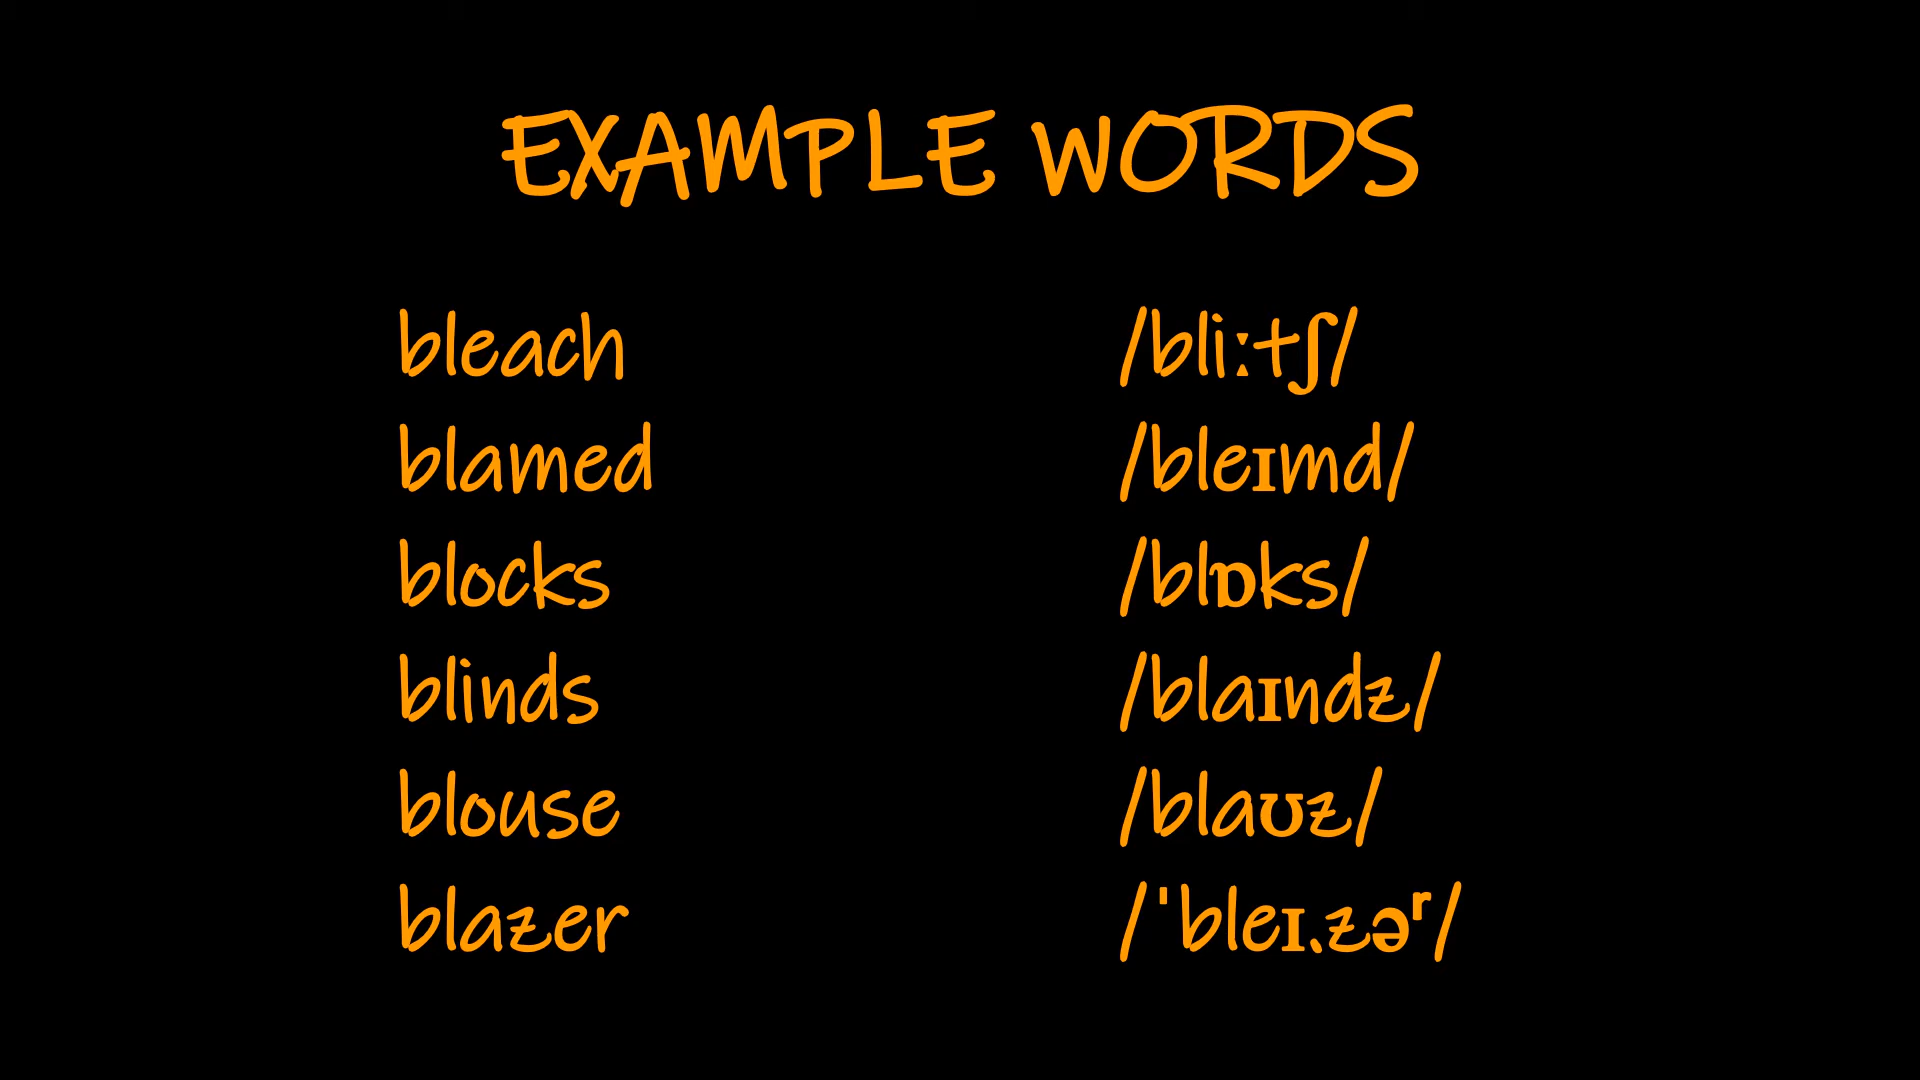 EXAMPLE WORDS
bleach /bliːtʃ/
blamed /bleɪmd/
blocks /blɒks/
blinds /blaɪndz/
blouse /blaʊz/
blazer /ˈbleɪ.zəʳ/